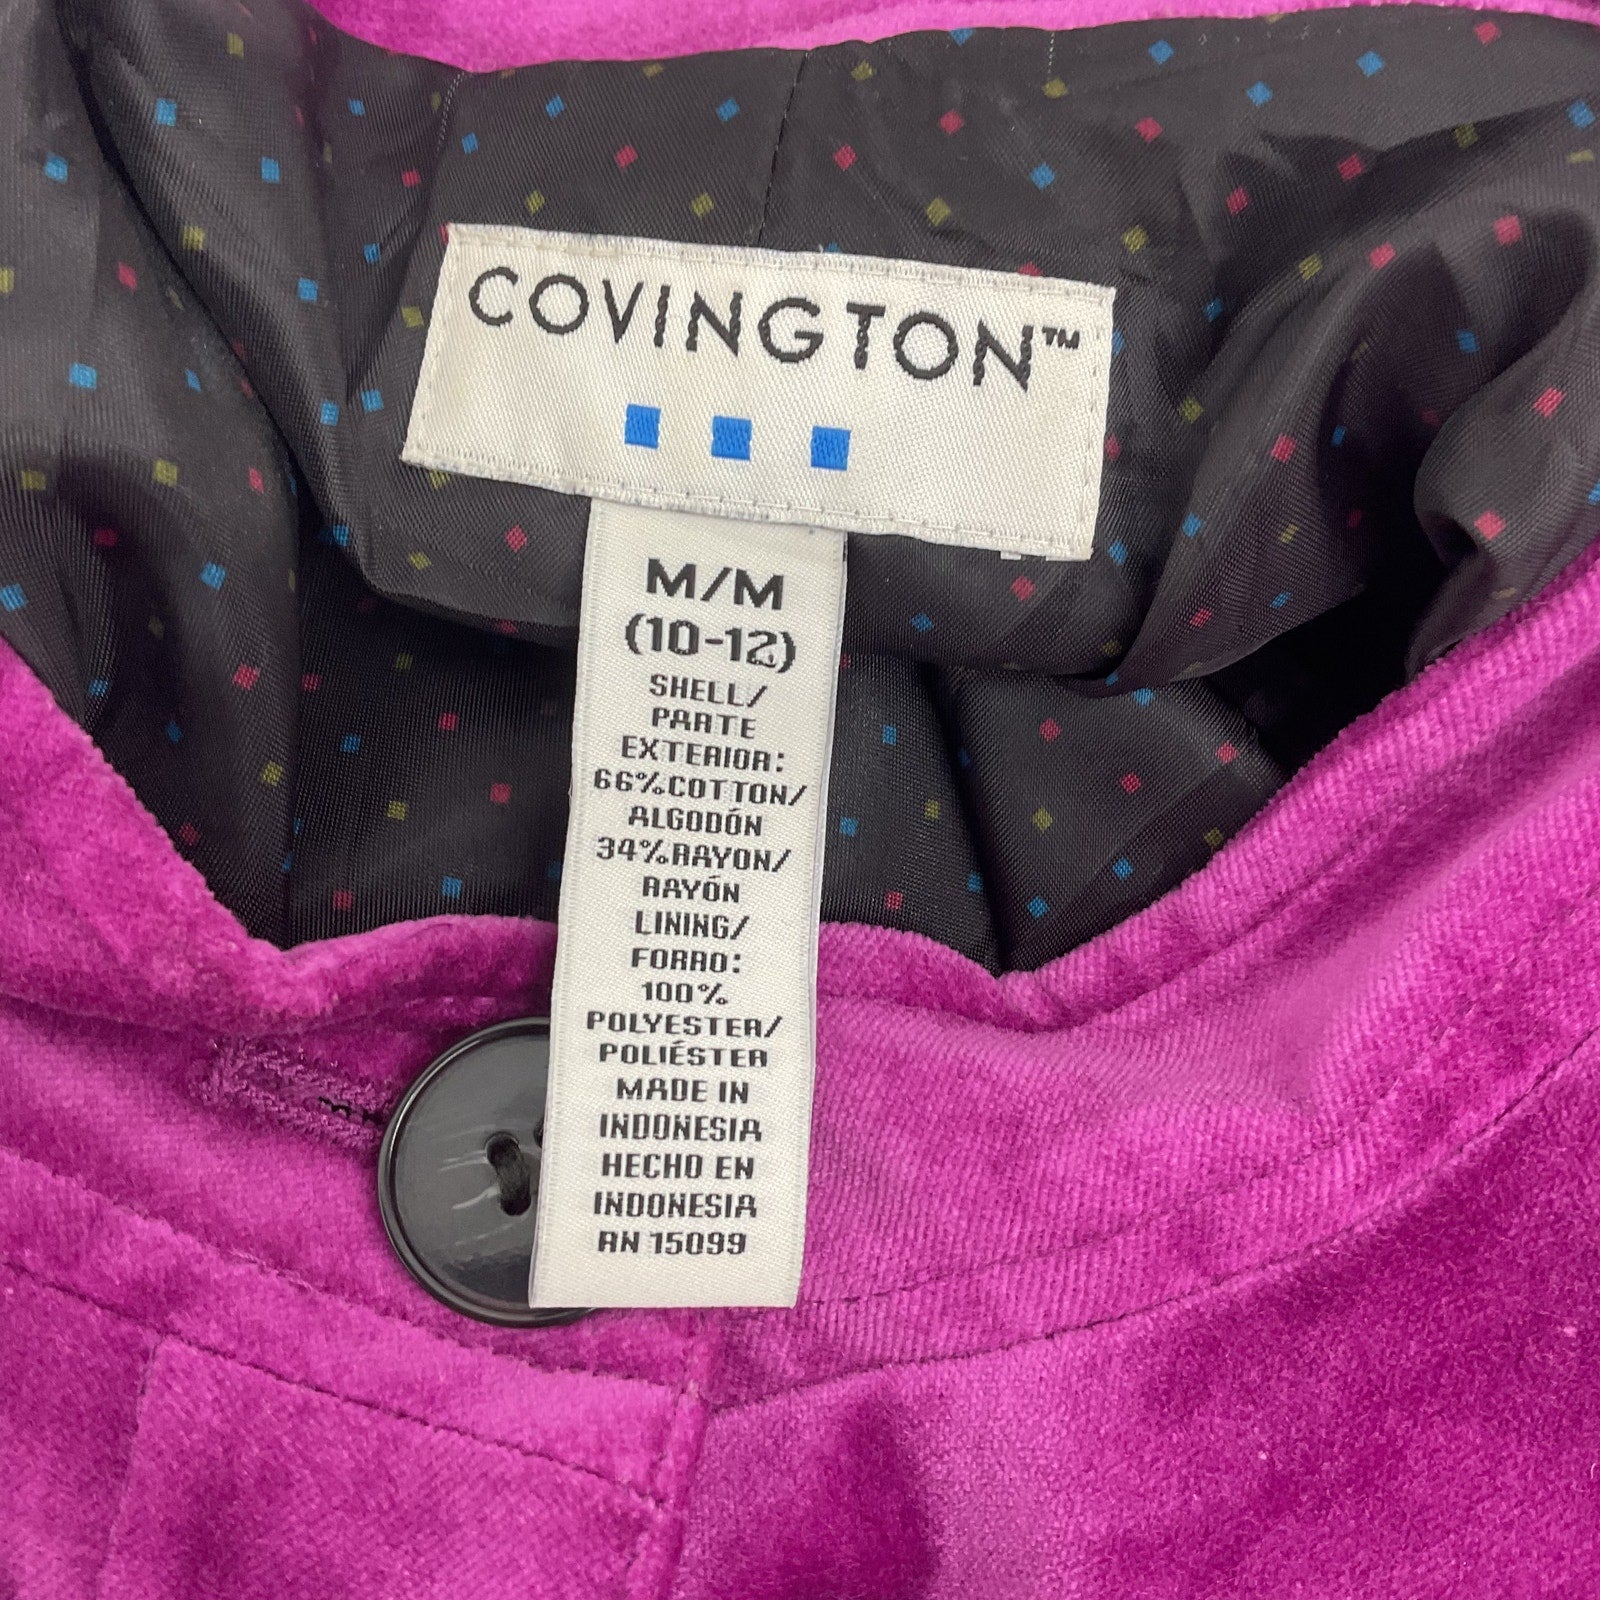 COVINGTON™
M/M
(10-12)
SHELL/
PARTE
EXTERIOR:
66%COTTON/
ALGODÓN
34%RAYON/
RAYÓN
LINING/
FORRO:
100%
POLYESTER/
POLIÉSTER
MADE IN
INDONESIA
HECHO EN
INDONESIA
RN 15099